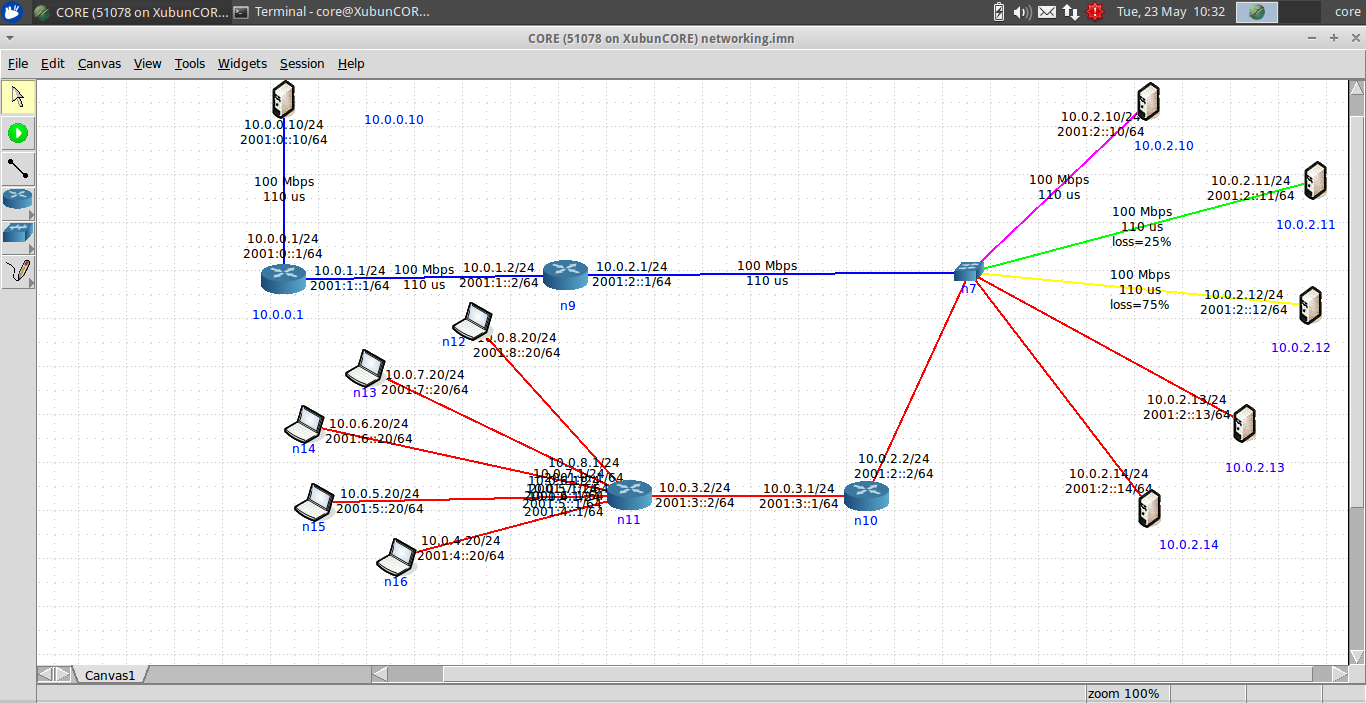 CORE (51078 on XubunCOR...
Terminal - core@XubunCOR...
Tue, 23 May 10:32
core
CORE (51078 on XubunCORE) networking.imn
File Edit Canvas View Tools Widgets Session Help
10.0.0.10/24
2001:0::10/64
10.0.0.10
100 Mbps
110 us
10.0.0.1/24
2001:0::1/64
10.0.0.1
10.0.1.1/24
2001:1::1/64
100 Mbps
110 us
10.0.1.2/24
2001:1::2/64
n9
10.0.2.1/24
2001:2::1/64
100 Mbps
110 us
n7
10.0.2.10/24
2001:2::10/64
10.0.2.10
100 Mbps
110 us
10.0.2.11/24
2001:2::11/64
10.0.2.11
100 Mbps
110 us
loss=25%
100 Mbps
110 us
loss=75%
10.0.2.12/24
2001:2::12/64
10.0.2.12
10.0.2.13/24
2001:2::13/64
10.0.2.13
10.0.2.14/24
2001:2::14/64
10.0.2.14
n12
.0.8.20/24
2001:8::20/64
n13
10.0.7.20/24
2001:7::20/64
n14
10.0.6.20/24
2001:6::20/64
n15
10.0.5.20/24
2001:5::20/64
n16
10.0.4.20/24
2001:4::20/64
10.0.8.1/24
2001:4::1/64
n11
10.0.3.2/24
2001:3::2/64
10.0.3.1/24
2001:3::1/64
n10
10.0.2.2/24
2001:2::2/64
Canvas1
zoom 100%